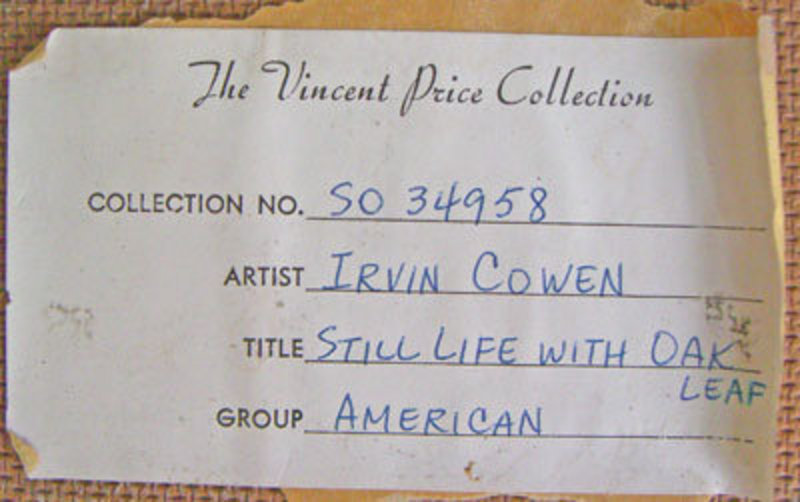 The Vincent Price Collection
COLLECTION NO. SO 34958
ARTIST IRVIN COWEN
TITLE STILL LIFE WITH OAK
LEAF
GROUP AMERICAN